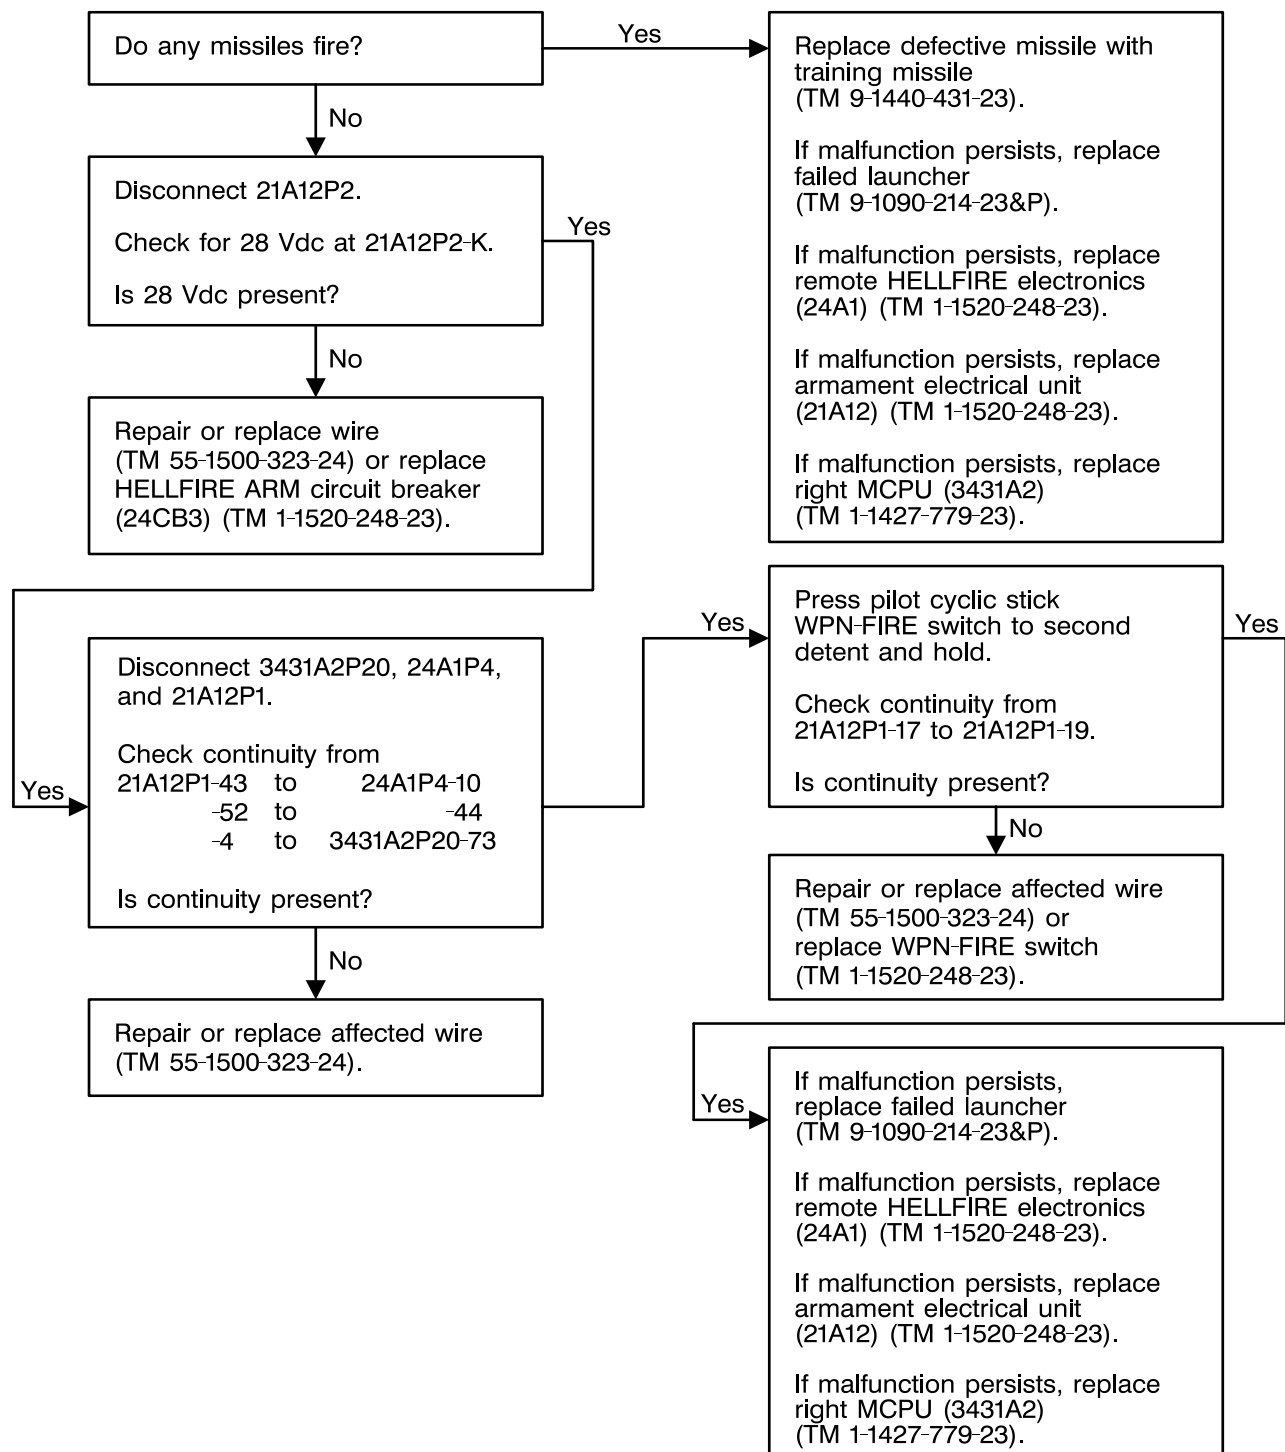 Do any missiles fire?
Yes
No
Disconnect 21A12P2.
Check for 28 Vdc at 21A12P2-K.
Is 28 Vdc present?
Yes
No
Repair or replace wire
(TM 55-1500-323-24) or replace
HELLFIRE ARM circuit breaker
(24CB3) (TM 1-1520-248-23).
Replace defective missile with
training missile
(TM 9-1440-431-23).
If malfunction persists, replace
failed launcher
(TM 9-1090-214-23&P).
If malfunction persists, replace
remote HELLFIRE electronics
(24A1) (TM 1-1520-248-23).
If malfunction persists, replace
armament electrical unit
(21A12) (TM 1-1520-248-23).
If malfunction persists, replace
right MCPU (3431A2)
(TM 1-1427-779-23).
Yes
Disconnect 3431A2P20, 24A1P4,
and 21A12P1.
Check continuity from
21A12P1-43 to 24A1P4-10
-52 to -44
-4 to 3431A2P20-73
Is continuity present?
No
Repair or replace affected wire
(TM 55-1500-323-24).
Yes
Press pilot cyclic stick
WPN-FIRE switch to second
detent and hold.
Check continuity from
21A12P1-17 to 21A12P1-19.
Is continuity present?
Yes
No
Repair or replace affected wire
(TM 55-1500-323-24) or
replace WPN-FIRE switch
(TM 1-1520-248-23).
Yes
If malfunction persists,
replace failed launcher
(TM 9-1090-214-23&P).
If malfunction persists, replace
remote HELLFIRE electronics
(24A1) (TM 1-1520-248-23).
If malfunction persists, replace
armament electrical unit
(21A12) (TM 1-1520-248-23).
If malfunction persists, replace
right MCPU (3431A2)
(TM 1-1427-779-23).